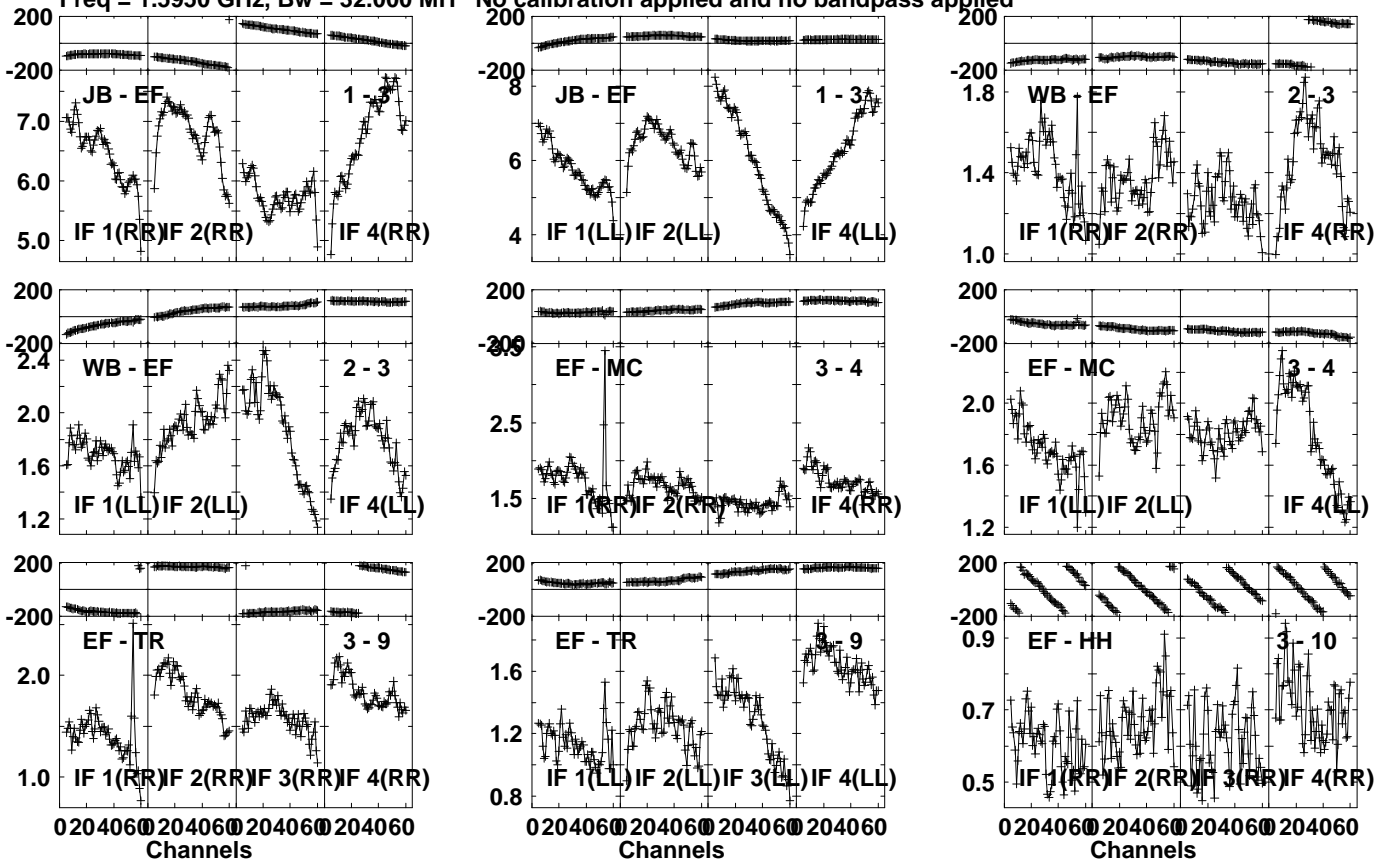 Freq = 1.5950 GHz, Bw = 32.000 MH No calibration applied and no bandpass applied
200
-200
JB - EF 1 - 3
7.0
6.0
5.0
IF 1(RR) IF 2(RR) IF 4(RR)
JB - EF 1 - 3
8
6
4
IF 1(LL) IF 2(LL) IF 4(LL)
200
-200
WB - EF 2 - 3
1.8
1.4
1.0
IF 1(RR) IF 2(RR) IF 4(RR)
200
-200
WB - EF 2 - 3
2.4
2.0
1.6
1.2
IF 1(LL) IF 2(LL) IF 4(LL)
200
-200
EF - MC 3 - 4
3.5
2.5
1.5
IF 1(RR) IF 2(RR) IF 4(RR)
200
-200
EF - MC 3 - 4
2.0
1.6
1.2
IF 1(LL) IF 2(LL) IF 4(LL)
200
-200
EF - TR 3 - 9
2.0
1.0
IF 1(RR) IF 2(RR) IF 3(RR) IF 4(RR)
0 20 40 60 0 20 40 60 0 20 40 60 0 20 40 60
Channels
200
-200
EF - TR 3 - 9
1.6
1.2
0.8
IF 1(LL) IF 2(LL) IF 3(LL) IF 4(LL)
0 20 40 60 0 20 40 60 0 20 40 60 0 20 40 60
Channels
200
-200
EF - HH 3 - 10
0.9
0.7
0.5
IF 1(RR) IF 2(RR) IF 3(RR) IF 4(RR)
0 20 40 60 0 20 40 60 0 20 40 60 0 20 40 60
Channels